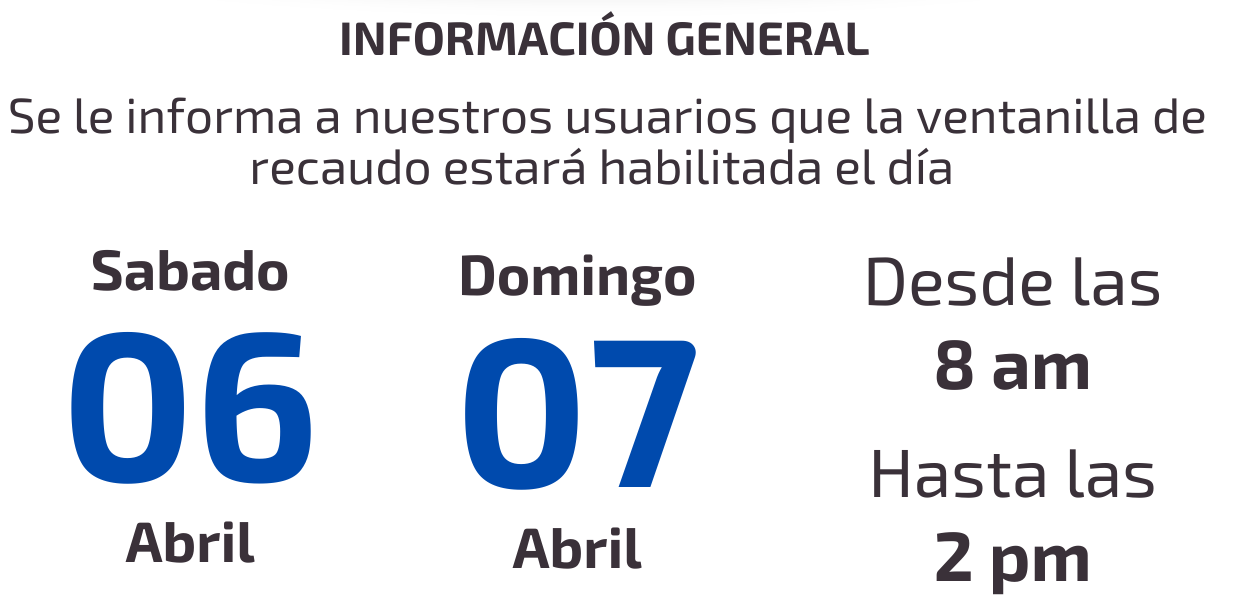 INFORMACIÓN GENERAL
Se le informa a nuestros usuarios que la ventanilla de
recaudo estará habilitada el día
Sabado
06
Abril
Domingo
07
Abril
Desde las
8 am
Hasta las
2 pm